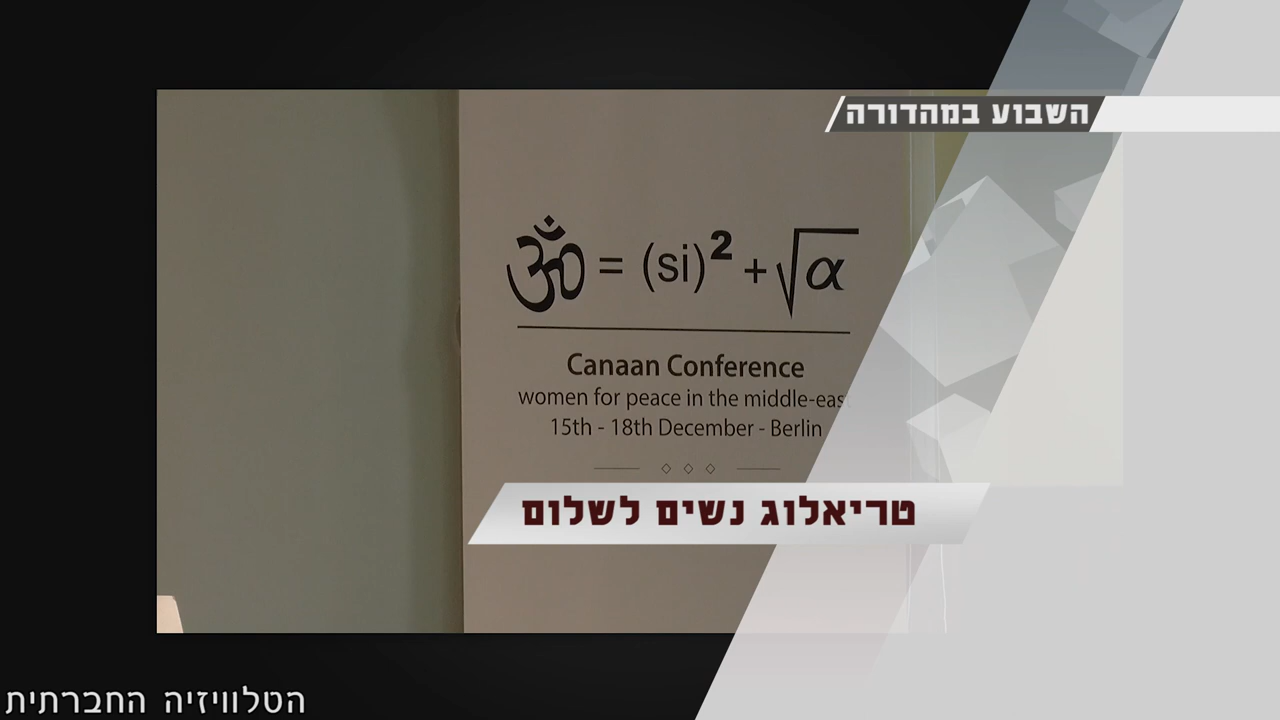 השבוע במהדורה
ॐ = (si)² + √α
Canaan Conference
women for peace in the middle-east
15th - 18th December - Berlin
טריאלוג נשים לשלום
הטלוויזיה החברתית